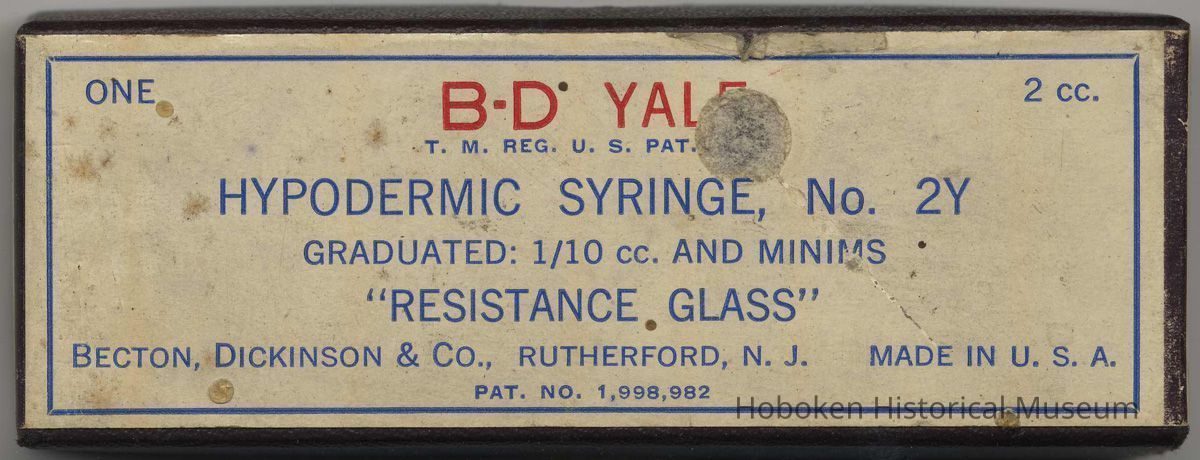 ONE B-D YALE 2 cc.
T. M. REG. U. S. PAT.
HYPODERMIC SYRINGE, No. 2Y
GRADUATED: 1/10 cc. AND MINIMS
"RESISTANCE GLASS"
BECTON, DICKINSON & CO., RUTHERFORD, N. J. MADE IN U. S. A.
PAT. NO. 1,998,982
Hoboken Historical Museum